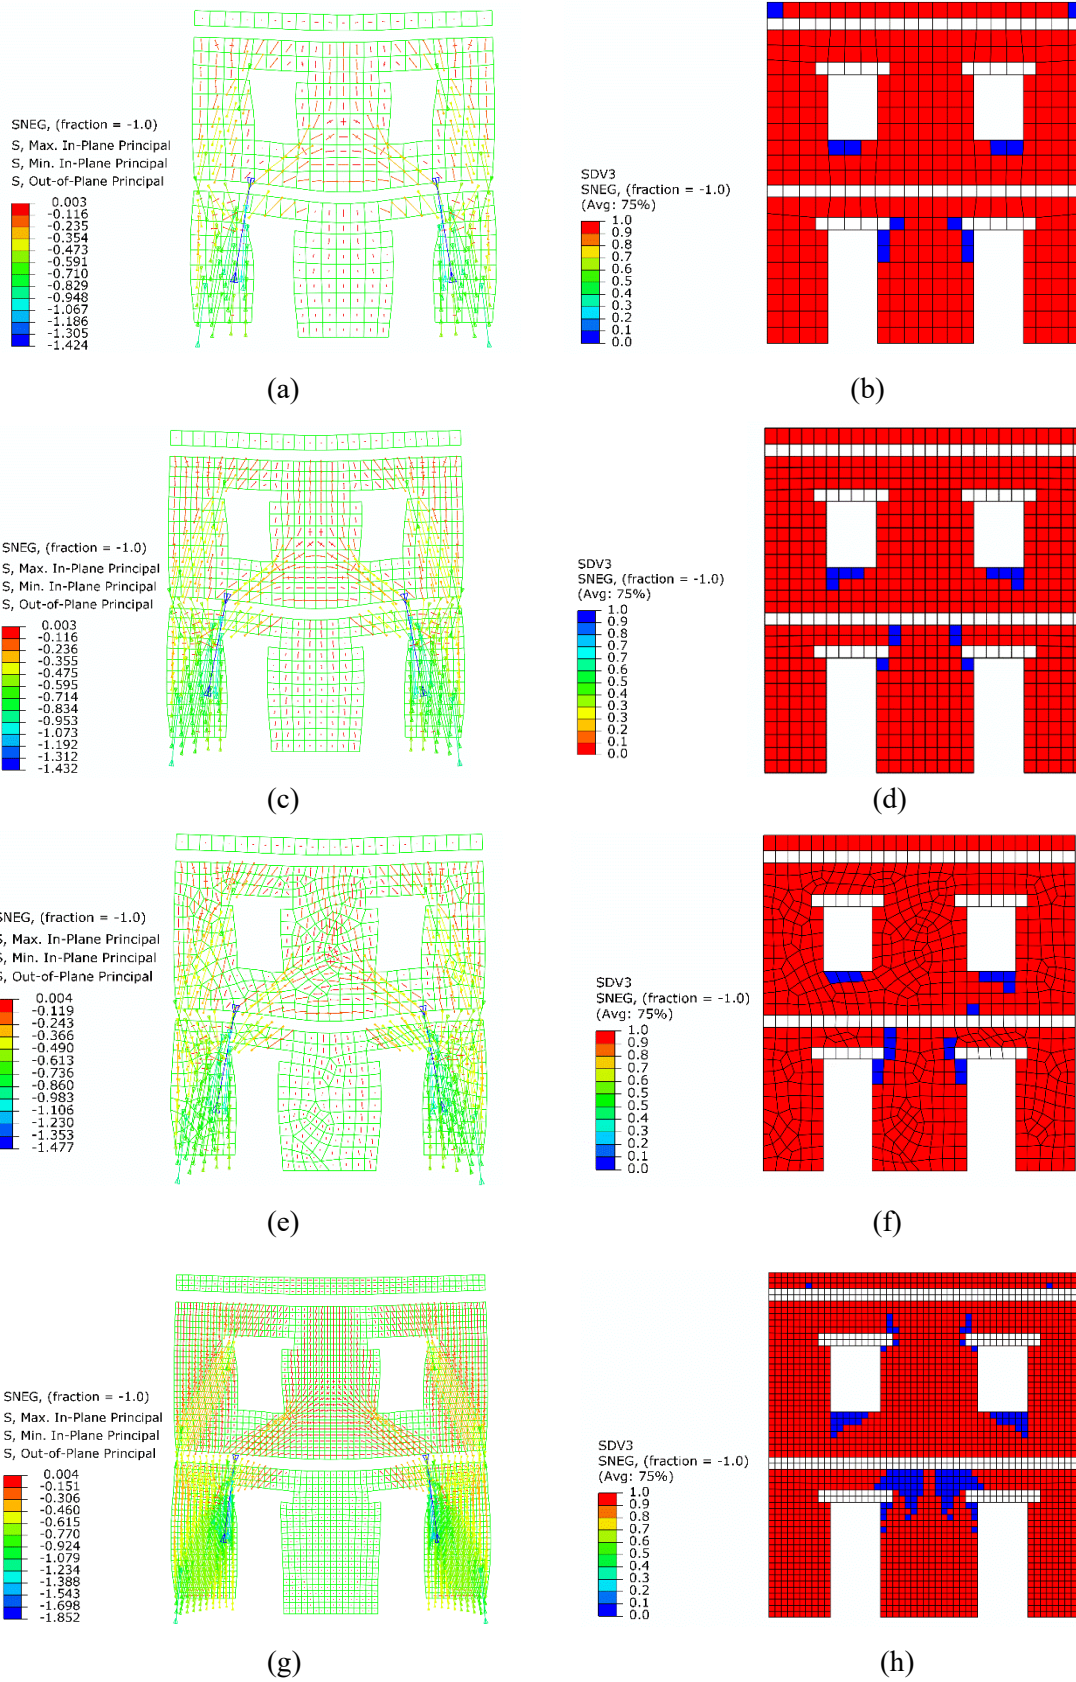 SNEG, (fraction = -1.0)
S, Max. In-Plane Principal
S, Min. In-Plane Principal
S, Out-of-Plane Principal
0.003
-0.116
-0.235
-0.354
-0.473
-0.591
-0.710
-0.829
-0.948
-1.067
-1.186
-1.305
-1.424
(a)
SDV3
SNEG, (fraction = -1.0)
(Avg: 75%)
1.0
0.9
0.8
0.7
0.6
0.5
0.4
0.3
0.2
0.1
0.0
(b)
SNEG, (fraction = -1.0)
S, Max. In-Plane Principal
S, Min. In-Plane Principal
S, Out-of-Plane Principal
0.003
-0.116
-0.236
-0.355
-0.475
-0.595
-0.714
-0.834
-0.953
-1.073
-1.192
-1.312
-1.432
(c)
SDV3
SNEG, (fraction = -1.0)
(Avg: 75%)
1.0
0.9
0.8
0.7
0.7
0.6
0.5
0.4
0.3
0.3
0.2
0.1
0.0
(d)
SNEG, (fraction = -1.0)
S, Max. In-Plane Principal
S, Min. In-Plane Principal
S, Out-of-Plane Principal
0.004
-0.119
-0.243
-0.366
-0.490
-0.613
-0.736
-0.860
-0.983
-1.106
-1.230
-1.353
-1.477
(e)
SDV3
SNEG, (fraction = -1.0)
(Avg: 75%)
1.0
0.9
0.8
0.7
0.6
0.5
0.4
0.3
0.2
0.1
0.0
(f)
SNEG, (fraction = -1.0)
S, Max. In-Plane Principal
S, Min. In-Plane Principal
S, Out-of-Plane Principal
0.004
-0.151
-0.306
-0.460
-0.615
-0.770
-0.924
-1.079
-1.234
-1.388
-1.543
-1.698
-1.852
(g)
SDV3
SNEG, (fraction = -1.0)
(Avg: 75%)
1.0
0.9
0.8
0.7
0.6
0.5
0.4
0.3
0.2
0.1
0.0
(h)